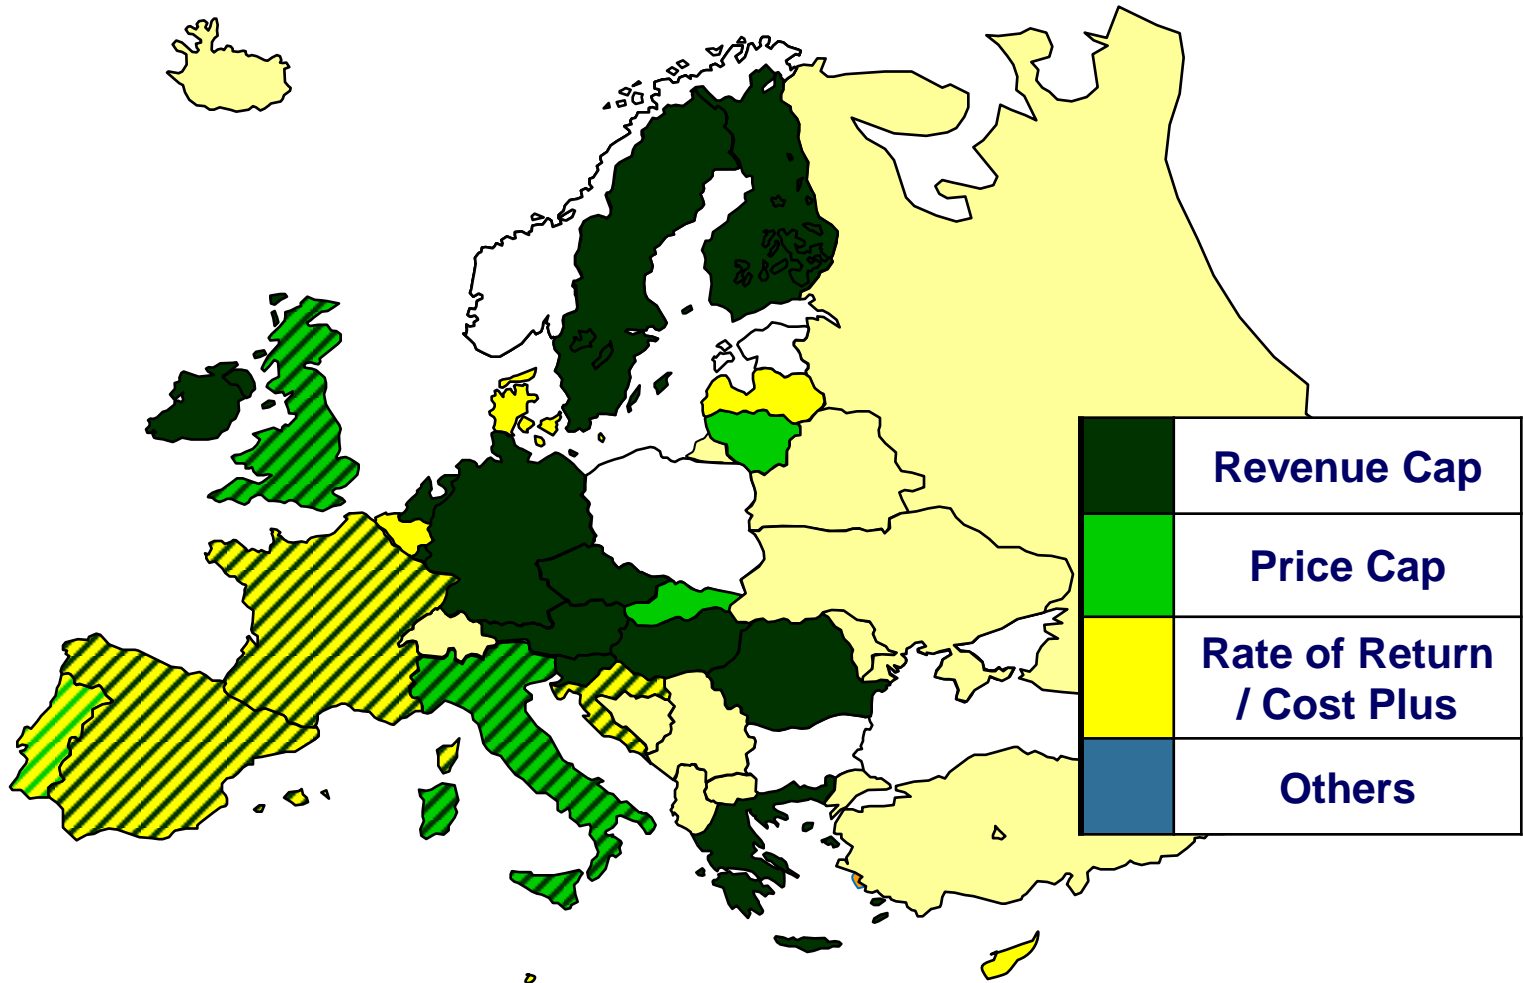 Revenue Cap
Price Cap
Rate of Return
/ Cost Plus
Others